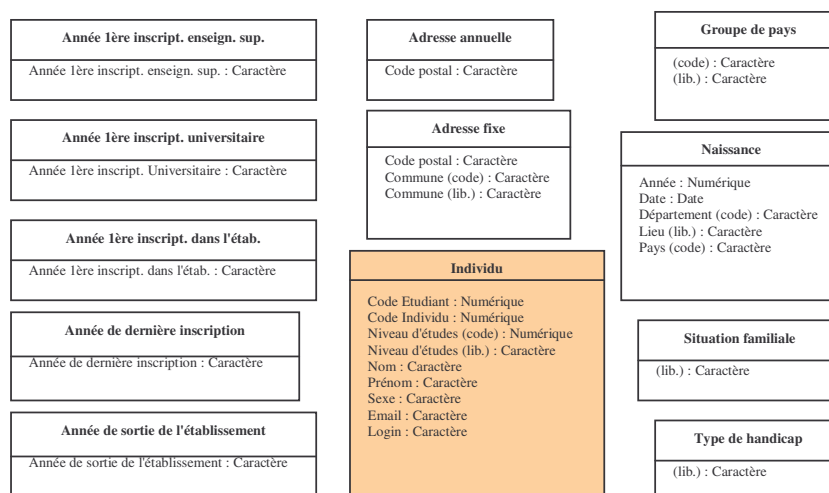 Année 1ère inscript. enseign. sup.
Année 1ère inscript. enseign. sup. : Caractère
Année 1ère inscript. universitaire
Année 1ère inscript. Universitaire : Caractère
Année 1ère inscript. dans l'étab.
Année 1ère inscript. dans l'étab. : Caractère
Année de dernière inscription
Année de dernière inscription : Caractère
Année de sortie de l'établissement
Année de sortie de l'établissement : Caractère
Adresse annuelle
Code postal : Caractère
Adresse fixe
Code postal : Caractère
Commune (code) : Caractère
Commune (lib.) : Caractère
Individu
Code Etudiant : Numérique
Code Individu : Numérique
Niveau d'études (code) : Numérique
Niveau d'études (lib.) : Caractère
Nom : Caractère
Prénom : Caractère
Sexe : Caractère
Email : Caractère
Login : Caractère
Groupe de pays
(code) : Caractère
(lib.) : Caractère
Naissance
Année : Numérique
Date : Date
Département (code) : Caractère
Lieu (lib.) : Caractère
Pays (code) : Caractère
Situation familiale
(lib.) : Caractère
Type de handicap
(lib.) : Caractère